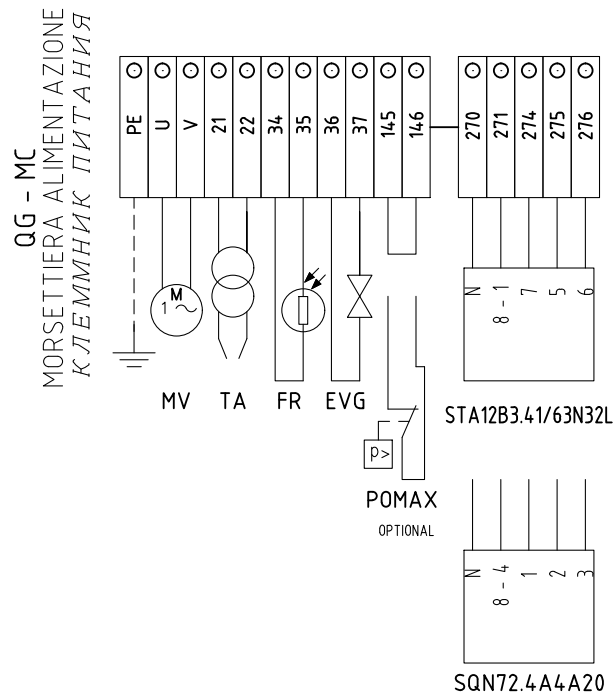 QG - MC
MORSETTIERA ALIMENTAZIONE
КЛЕММНИК ПИТАНИЯ
PE U V 21 22 34 35 36 37 145 146 270 271 274 275 276
M
1 ~
N 8 - 1 7 5 6
MV TA FR EVG
STA12B3.41/63N32L
p>
POMAX
OPTIONAL
N 8 - 4 1 2 3
SQN72.4A4A20